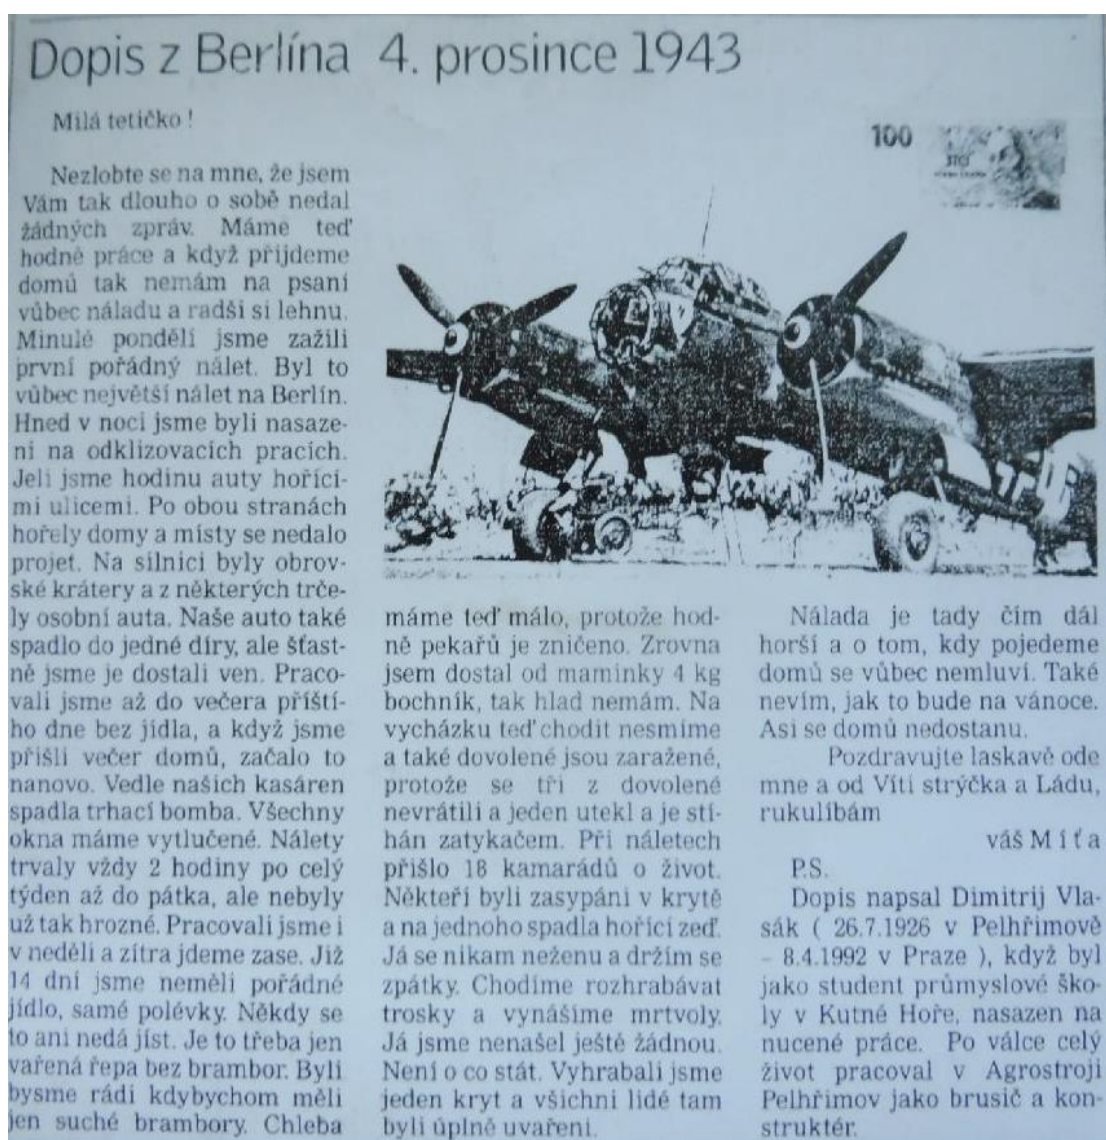 Dopis z Berlína 4. prosince 1943
Milá tetičko !
100
Nezlobte se na mne, že jsem
Vám tak dlouho o sobě nedal
žádných zpráv. Máme teď
hodně práce a když přijdeme
domů tak nemám na psaní
vůbec náladu a radši si lehnu.
Minulé pondělí jsme zažili
první pořádný nálet. Byl to
vůbec největší nálet na Berlín.
Hned v noci jsme byli nasaze-
ni na odklizovacích pracích.
Jeli jsme hodinu auty hořící-
mi ulicemi. Po obou stranách
hořely domy a místy se nedalo
projet. Na silnici byly obrov-
ské krátery a z některých trče-
ly osobní auta. Naše auto také
spadlo do jedné díry, ale šťast-
ně jsme je dostali ven. Praco-
vali jsme až do večera příští-
ho dne bez jídla, a když jsme
přišli večer domů, začalo to
nanovo. Vedle našich kasáren
spadla trhací bomba. Všechny
okna máme vytlučené. Nálety
trvaly vždy 2 hodiny po celý
týden až do pátka, ale nebyly
už tak hrozné. Pracovali jsme i
v neděli a zítra jdeme zase. Již
14 dní jsme neměli pořádné
jídlo, samé polévky. Někdy se
to ani nedá jíst. Je to třeba jen
vařená řepa bez brambor. Byli
bysme rádi kdybychom měli
jen suché brambory. Chleba
máme teď málo, protože hod-
ně pekařů je zničeno. Zrovna
jsem dostal od maminky 4 kg
bochník, tak hlad nemám. Na
vycházku teď chodit nesmíme
a také dovolené jsou zaražené,
protože se tři z dovolené
nevrátili a jeden utekl a je stí-
hán zatykačem. Při náletech
přišlo 18 kamarádů o život.
Někteří byli zasypáni v krytě
a na jednoho spadla hořící zeď.
Já se nikam neženu a držím se
zpátky. Chodíme rozhrabávat
trosky a vynášíme mrtvoly.
Já jsme nenašel ještě žádnou.
Není o co stát. Vyhrabali jsme
jeden kryt a všichni lidé tam
byli úplně uvařeni.
Nálada je tady čím dál
horší a o tom, kdy pojedeme
domů se vůbec nemluví. Také
nevím, jak to bude na vánoce.
Asi se domů nedostanu.
Pozdravujte laskavě ode
mne a od Víti strýčka a Ládu,
rukulíbám
váš Míťa
P.S.
Dopis napsal Dimitrij Vla-
sák ( 26.7.1926 v Pelhřimově
– 8.4.1992 v Praze ), když byl
jako student průmyslové ško-
ly v Kutné Hoře, nasazen na
nucené práce. Po válce celý
život pracoval v Agrostroji
Pelhřimov jako brusič a kon-
struktér.